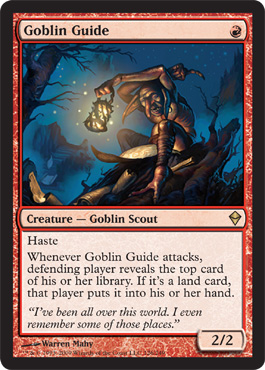 Goblin Guide
Creature — Goblin Scout
Haste
Whenever Goblin Guide attacks,
defending player reveals the top card
of his or her library. If it's a land card,
that player puts it into his or her hand.
"I've been all over this world. I even
remember some of those places."
2/2
Warren Mahy